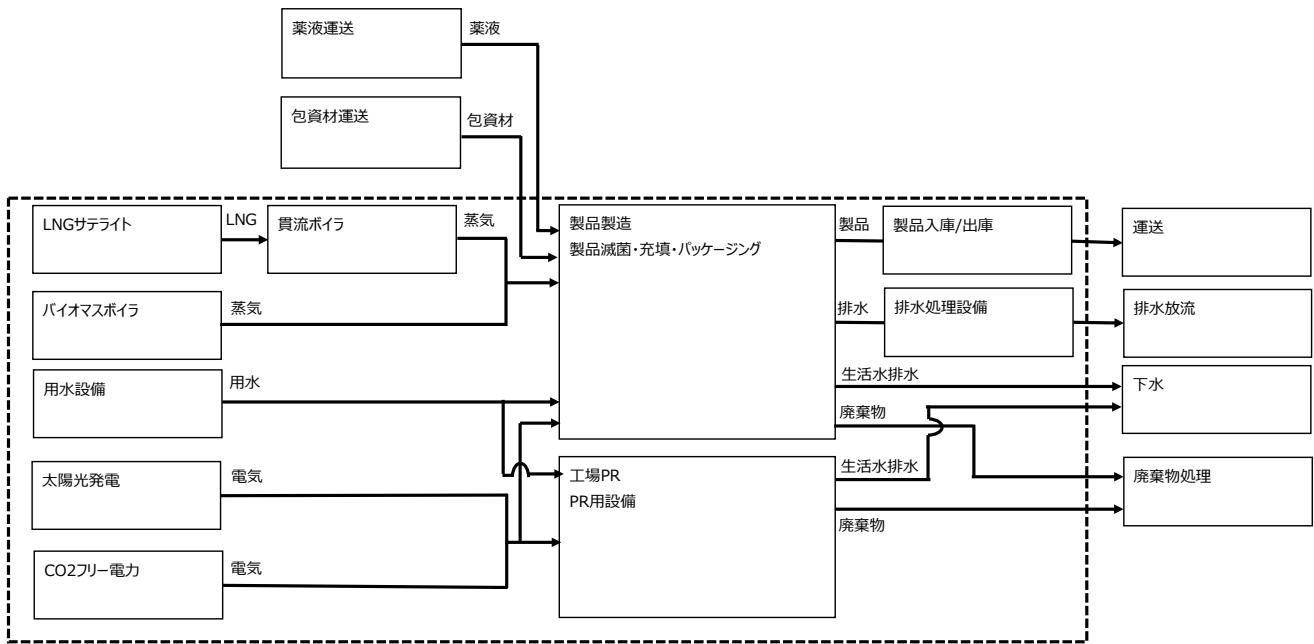 薬液運送
薬液
包資材運送
包資材
LNGサテライト
LNG
貫流ボイラ
蒸気
製品製造
製品滅菌・充填・パッケージング
製品
製品入庫/出庫
運送
バイオマスボイラ
蒸気
排水
排水処理設備
排水放流
用水設備
用水
生活水排水
下水
廃棄物
太陽光発電
電気
工場PR
PR用設備
生活水排水
廃棄物処理
廃棄物
CO2フリー電力
電気